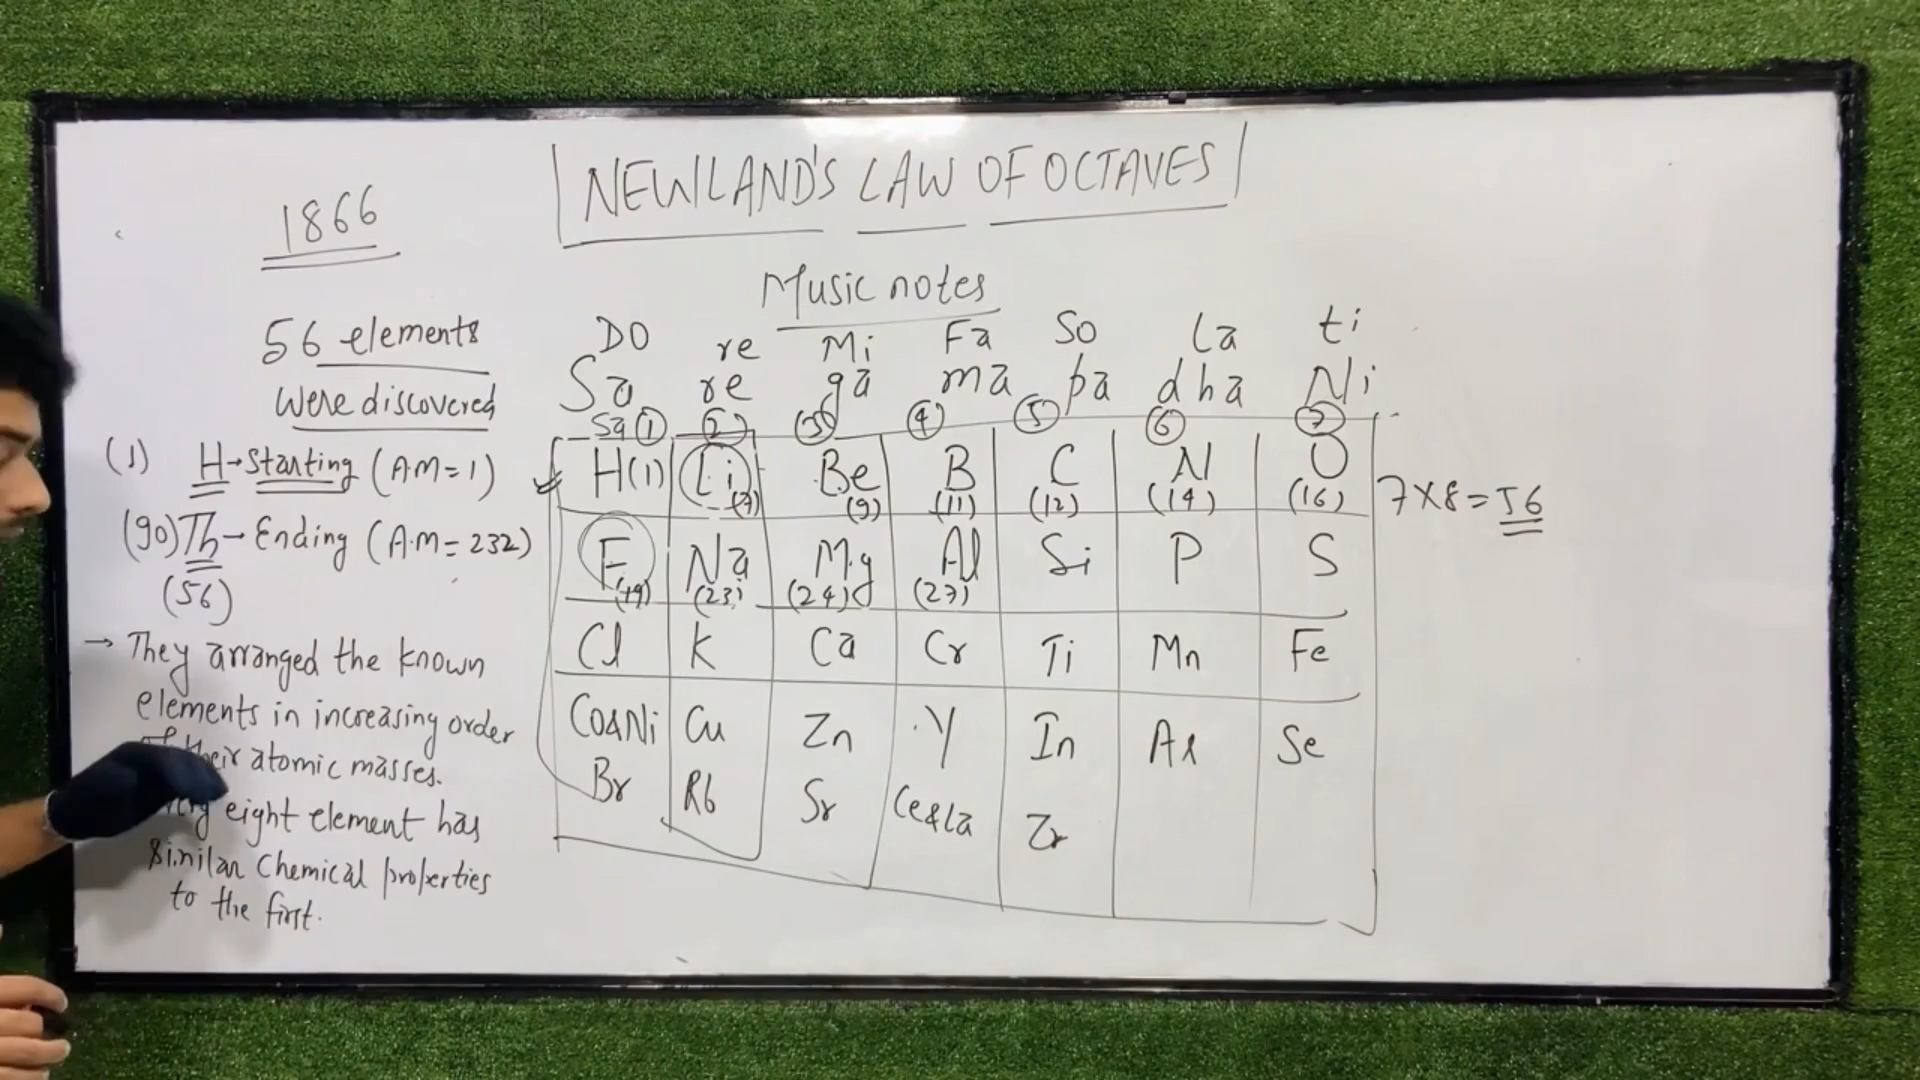 NEWLAND'S LAW OF OCTAVES
1866
Music notes
56 elements
were discovered
DO re Mi Fa So La ti
Sa re ga ma pa dha Ni
Sa ① ② ③ ④ ⑤ ⑥ ⑦
(1) H→Starting (A.M=1)
(90) Th→Ending (A.M=232)
(56)
→ They arranged the known
elements in increasing order
their atomic masses.
eight element has
similar Chemical properties
to the first.
H(1) Li (7) Be (9) B (11) C (12) N (14) O (16)
7X8=56
F (19) Na (23) Mg (24) Al (27) Si P S
Cl K Ca Cr Ti Mn Fe
Co&Ni Cu Zn Y In As Se
Br Rb Sr Ce&La Zr